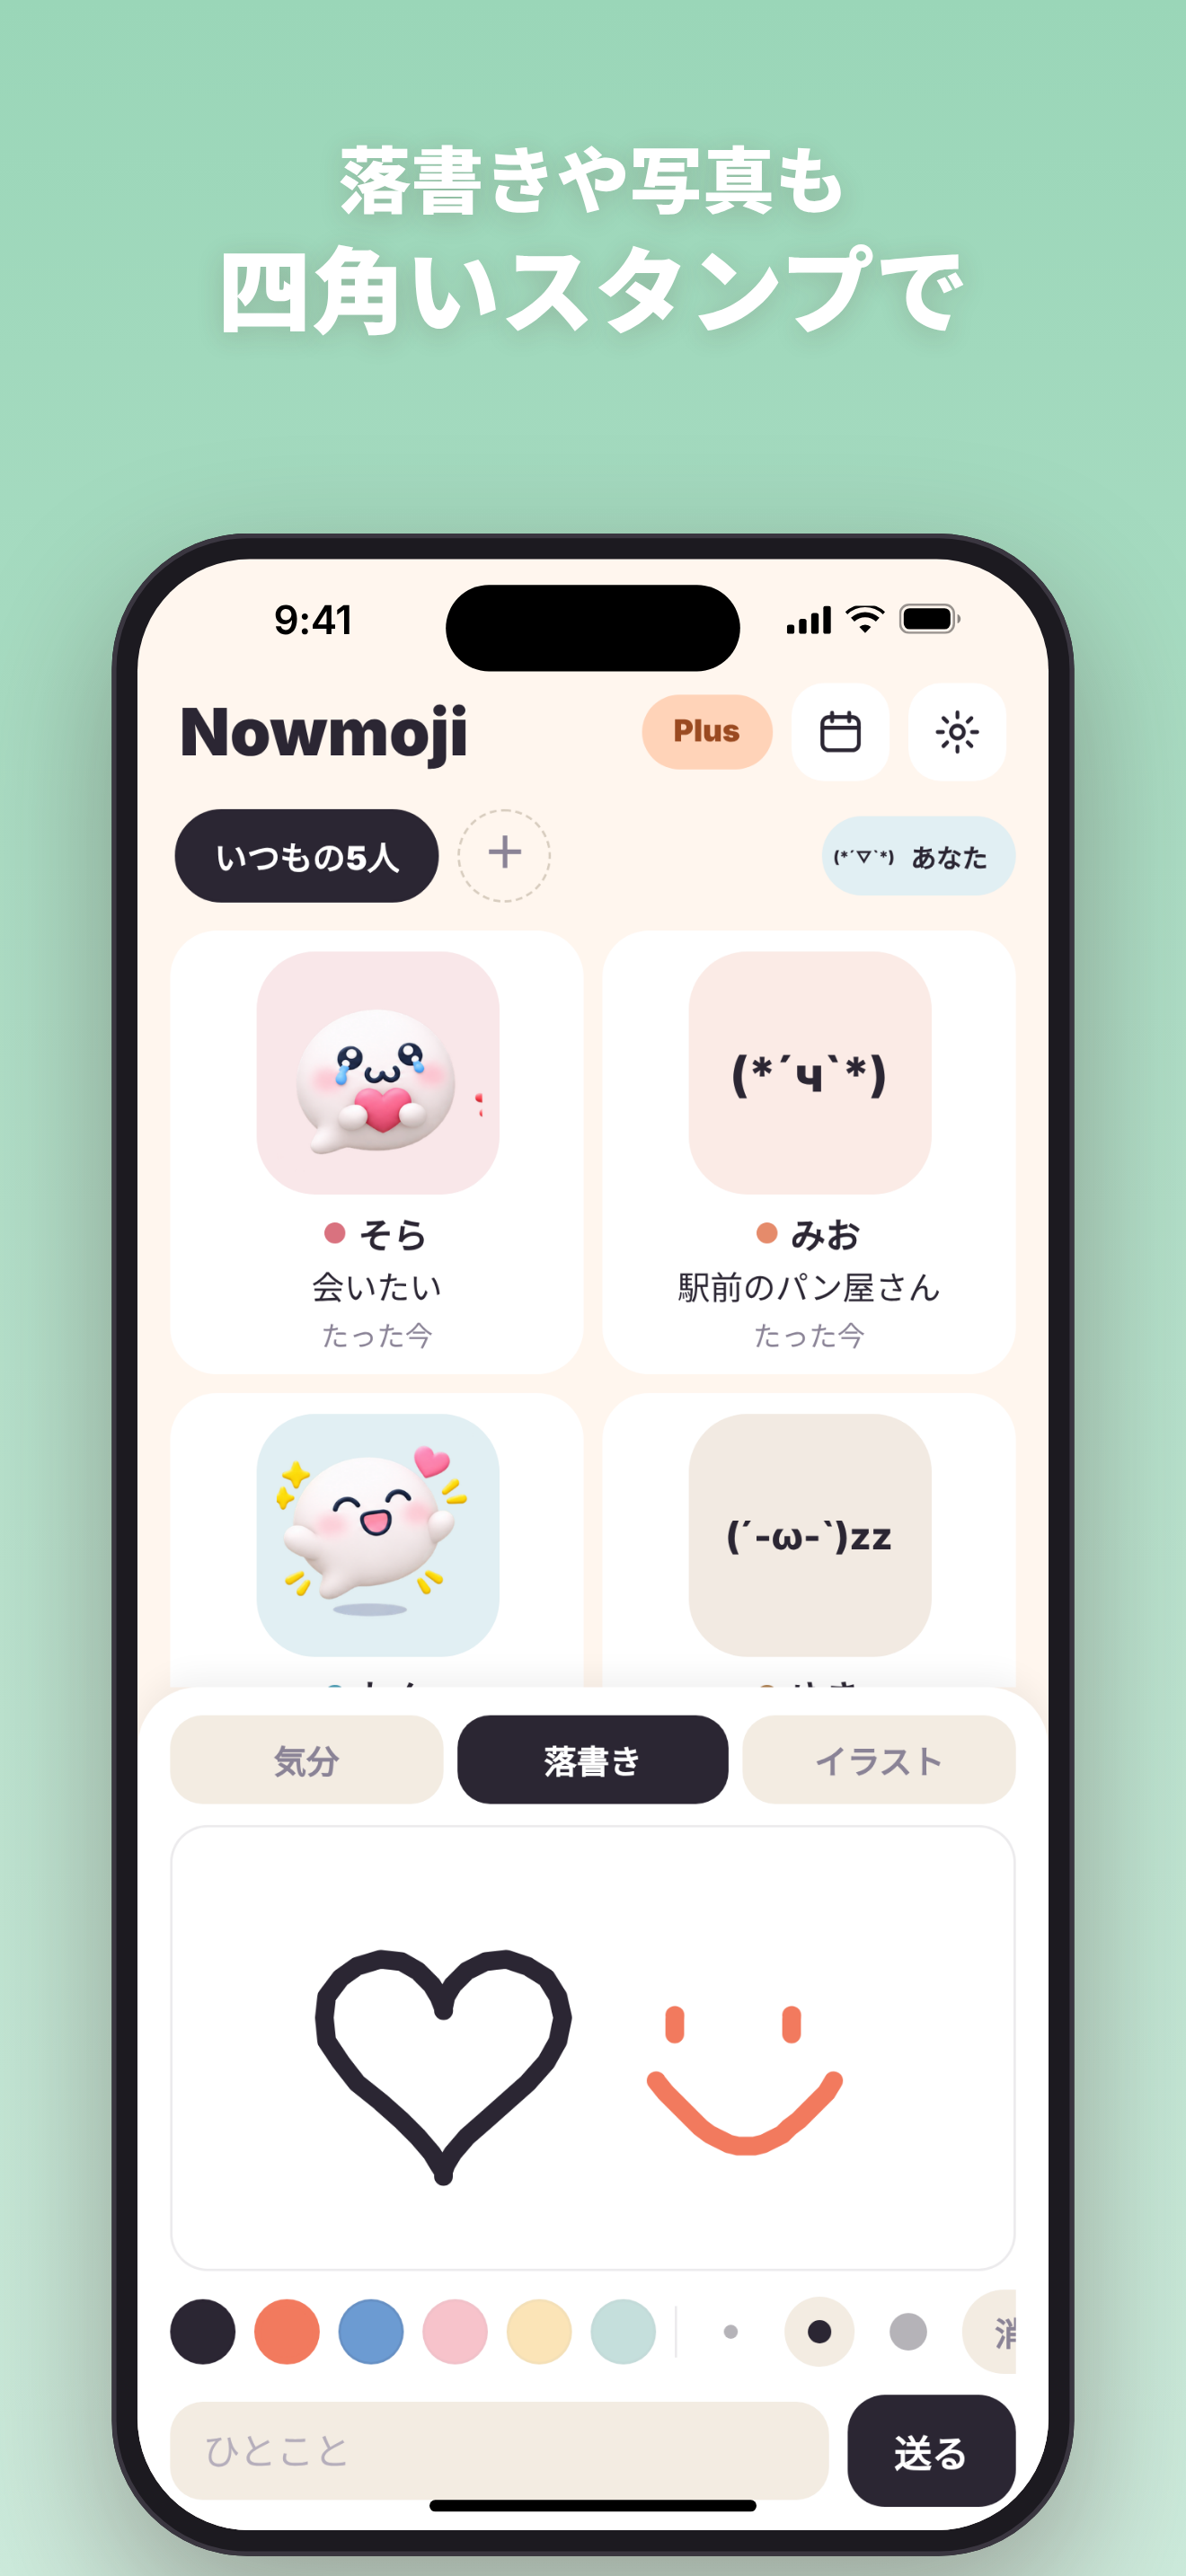 落書きや写真も
四角いスタンプで
9:41
Nowmoji
Plus
いつもの5人
+
(*´▽`*) あなた
(*´ч`*)
そら
みお
会いたい
駅前のパン屋さん
たった今
たった今
(´-ω-`)zz
気分
落書き
イラスト
ひとこと
送る